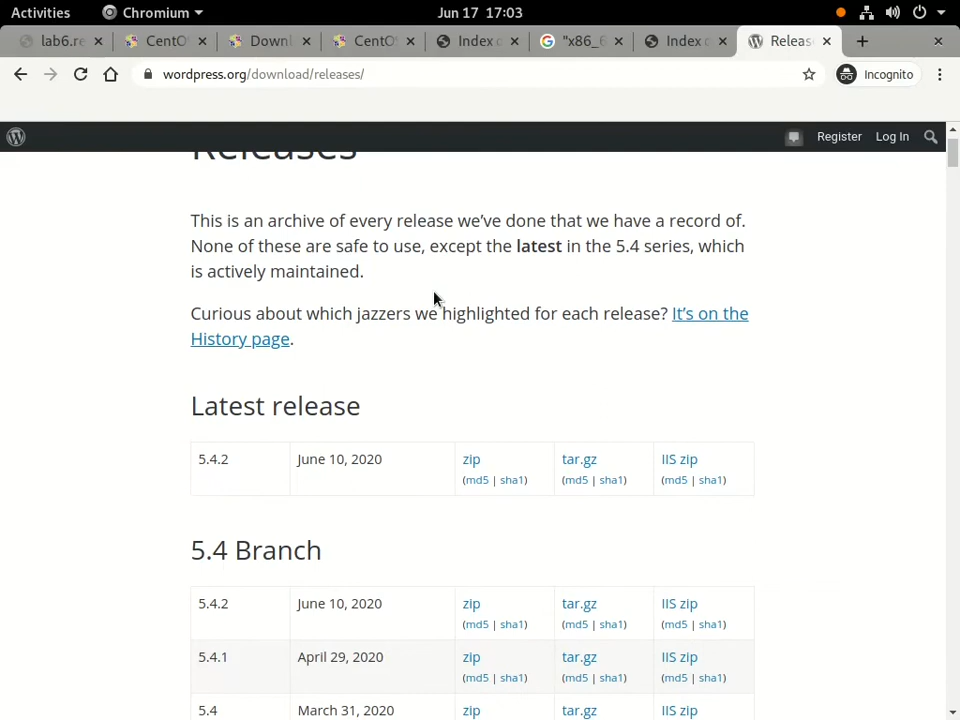 Activities Chromium Jun 17 17:03
lab6.re CentO Downl CentO Index o "x86_6 Index o Releas
wordpress.org/download/releases/ Incognito
Register Log In
Releases
This is an archive of every release we’ve done that we have a record of.
None of these are safe to use, except the latest in the 5.4 series, which
is actively maintained.
Curious about which jazzers we highlighted for each release? It’s on the
History page.
Latest release
5.4.2 June 10, 2020 zip tar.gz IIS zip
(md5 | sha1) (md5 | sha1) (md5 | sha1)
5.4 Branch
5.4.2 June 10, 2020 zip tar.gz IIS zip
(md5 | sha1) (md5 | sha1) (md5 | sha1)
5.4.1 April 29, 2020 zip tar.gz IIS zip
(md5 | sha1) (md5 | sha1) (md5 | sha1)
5.4 March 31, 2020 zip tar.gz IIS zip